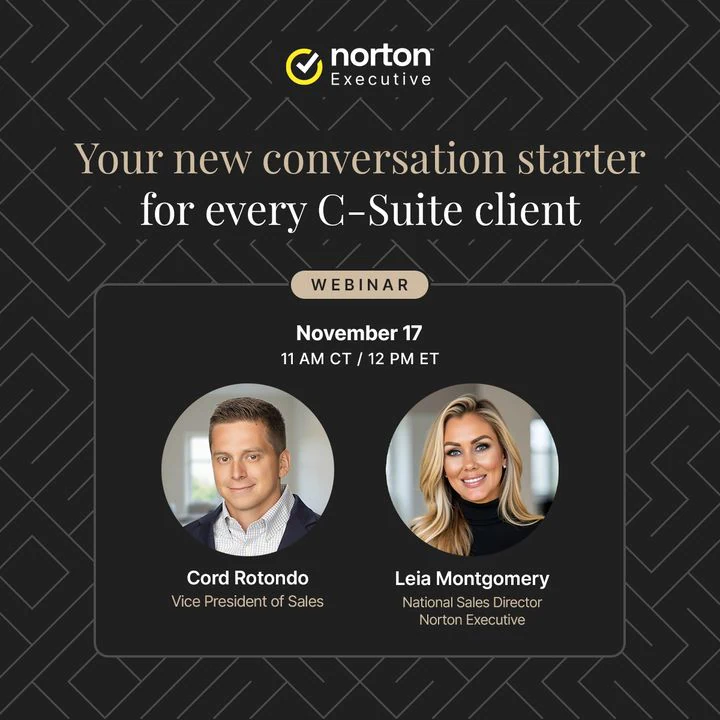 norton™
Executive
Your new conversation starter
for every C-Suite client
WEBINAR
November 17
11 AM CT / 12 PM ET
Cord Rotondo
Vice President of Sales
Leia Montgomery
National Sales Director
Norton Executive